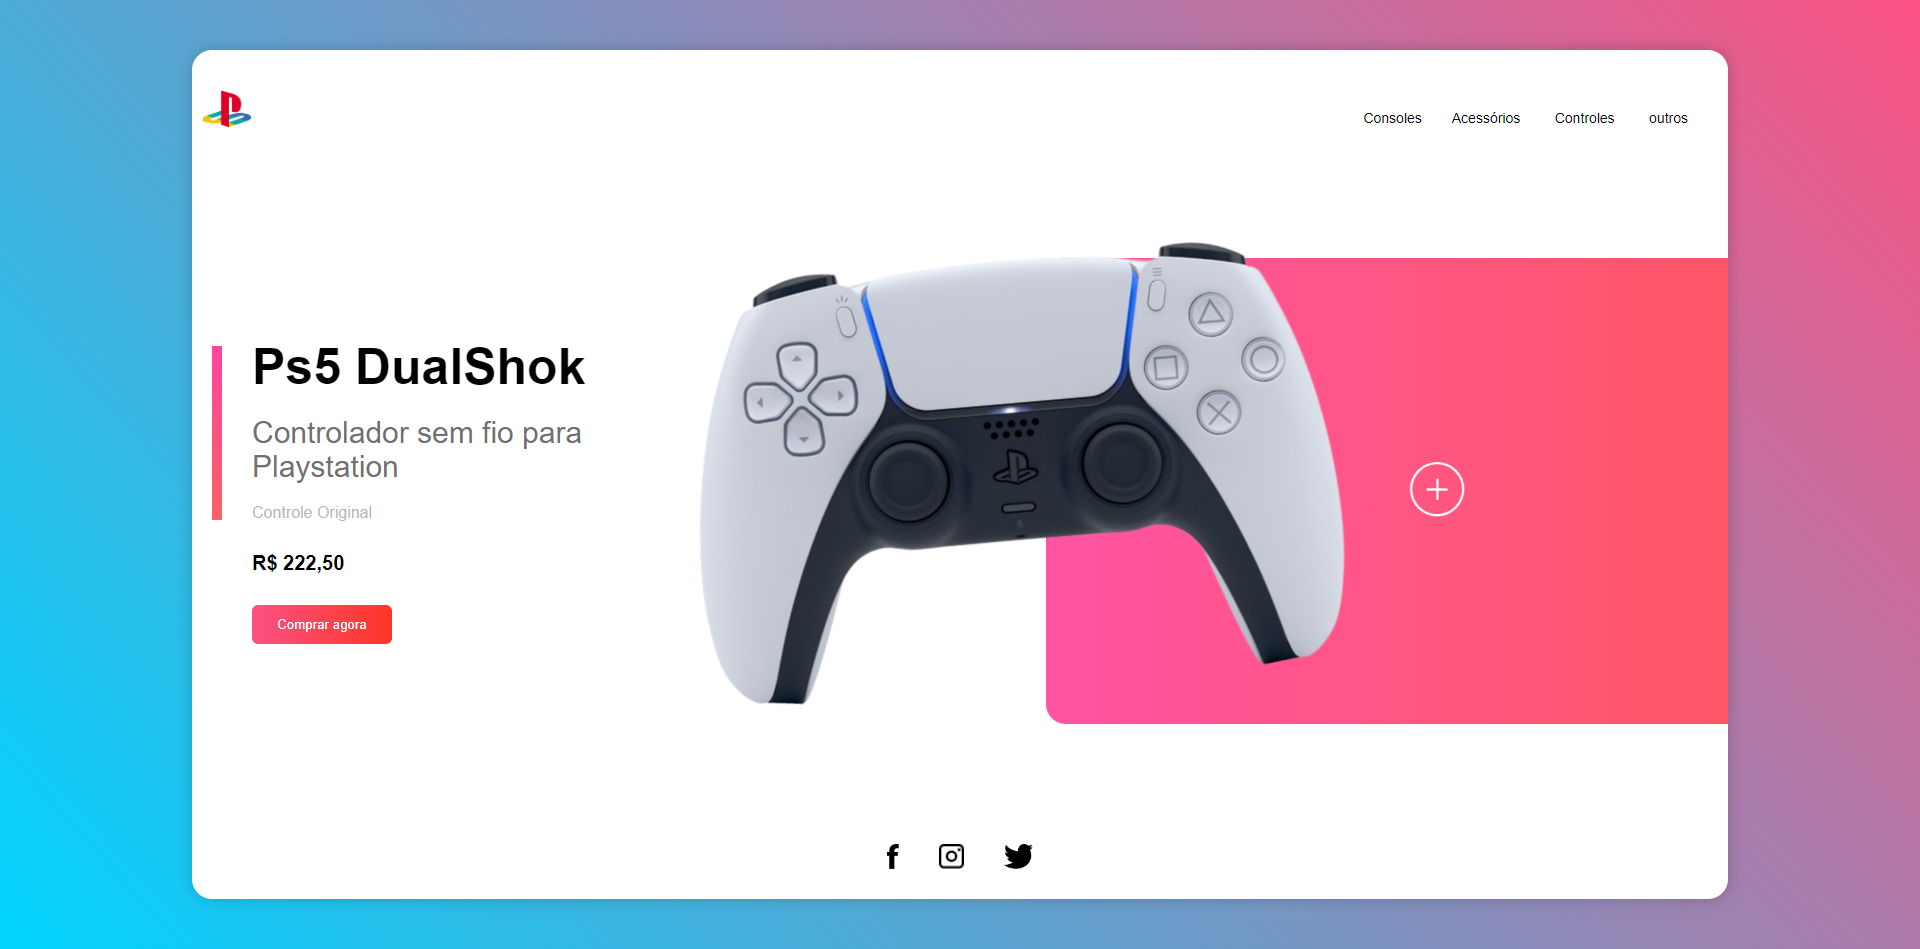 Consoles Acessórios Controles outros
Ps5 DualShok
Controlador sem fio para
Playstation
Controle Original
R$ 222,50
Comprar agora